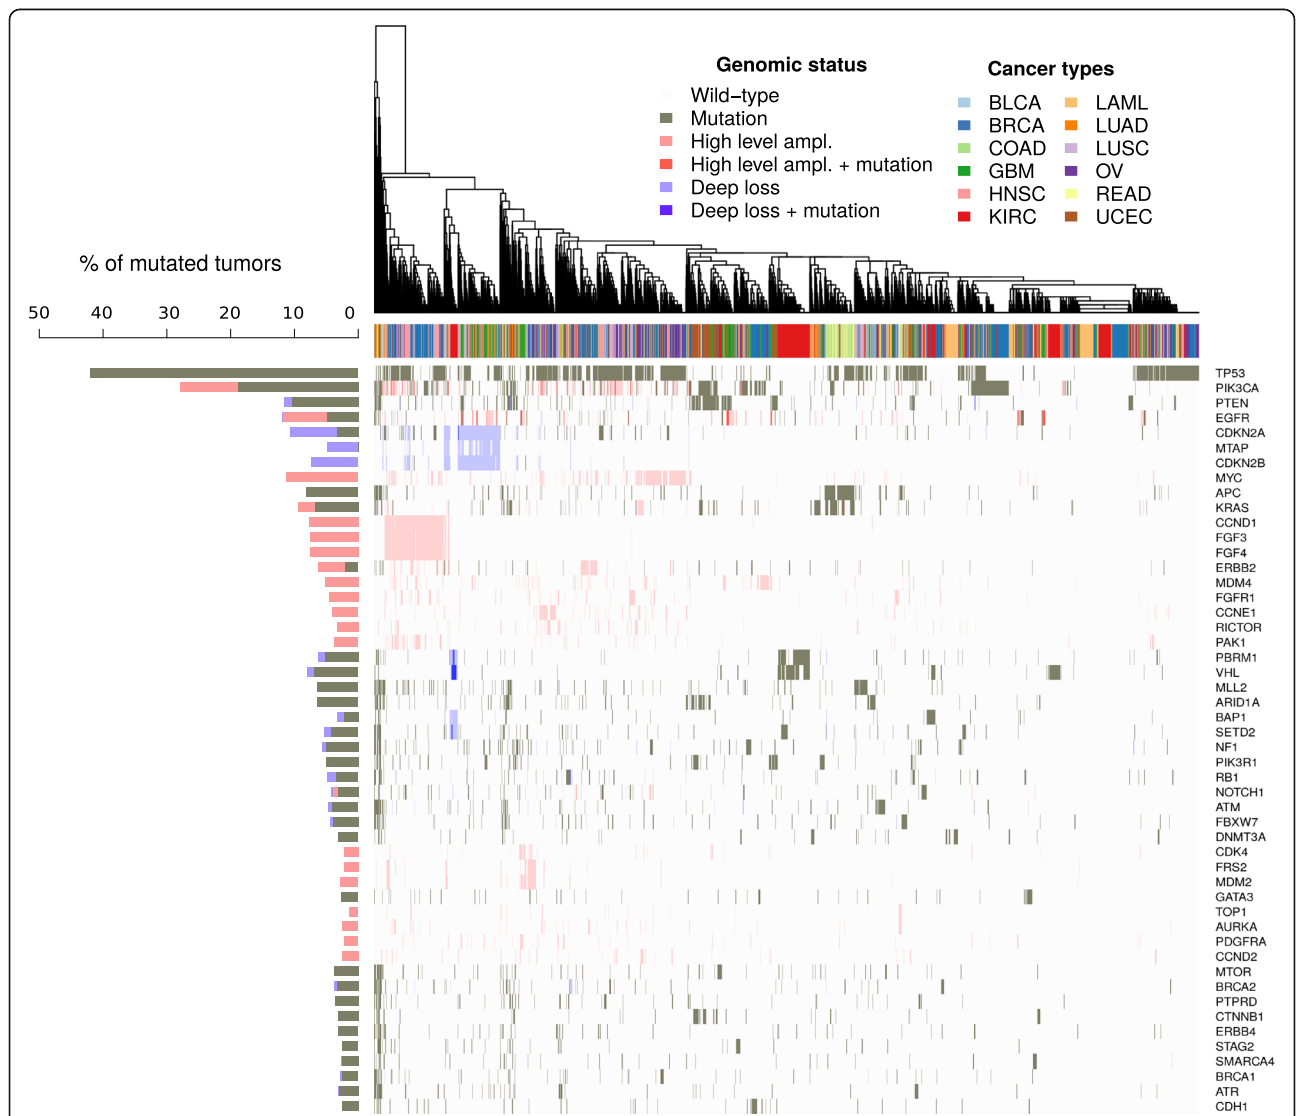 Genomic status
Wild–type
Mutation
High level ampl.
High level ampl. + mutation
Deep loss
Deep loss + mutation
Cancer types
BLCA
BRCA
COAD
GBM
HNSC
KIRC
LAML
LUAD
LUSC
OV
READ
UCEC
% of mutated tumors
50 40 30 20 10 0
TP53
PIK3CA
PTEN
EGFR
CDKN2A
MTAP
CDKN2B
MYC
APC
KRAS
CCND1
FGF3
FGF4
ERBB2
MDM4
FGFR1
CCNE1
RICTOR
PAK1
PBRM1
VHL
MLL2
ARID1A
BAP1
SETD2
NF1
PIK3R1
RB1
NOTCH1
ATM
FBXW7
DNMT3A
CDK4
FRS2
MDM2
GATA3
TOP1
AURKA
PDGFRA
CCND2
MTOR
BRCA2
PTPRD
CTNNB1
ERBB4
STAG2
SMARCA4
BRCA1
ATR
CDH1